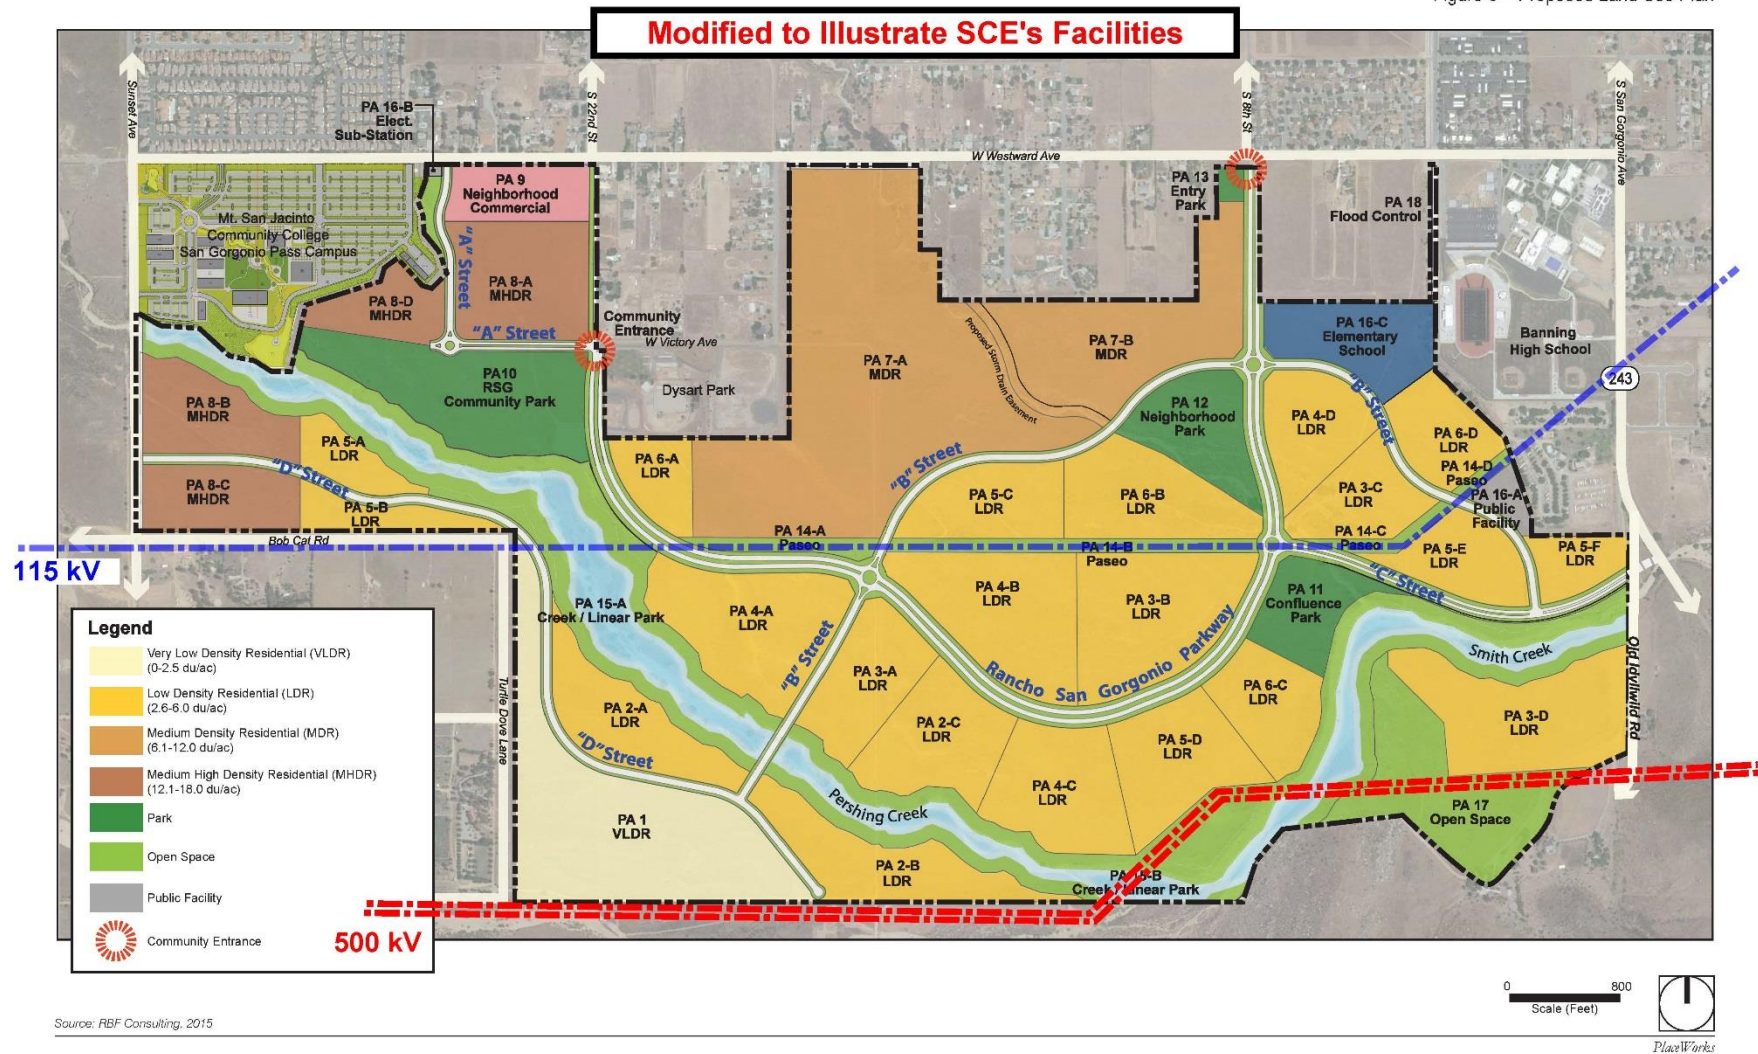 Figure 3 - Proposed Land Use Plan
Modified to Illustrate SCE's Facilities
Sunset Ave
S 22nd St
S 8th St
S San Gorgonio Ave
PA 16-B
Elect.
Sub-Station
W Westward Ave
PA 9
Neighborhood
Commercial
PA 13
Entry
Park
PA 18
Flood Control
Mt. San Jacinto
Community College
San Gorgonio Pass Campus
"A" Street
PA 8-A
MHDR
PA 8-D
MHDR
"A" Street
Community
Entrance
W Victory Ave
Dysart Park
PA 7-A
MDR
Proposed Storm Drain Easement
PA 7-B
MDR
PA 16-C
Elementary
School
Banning
High School
243
PA10
RSG
Community Park
PA 8-B
MHDR
PA 12
Neighborhood
Park
PA 4-D
LDR
"B" Street
PA 6-D
LDR
PA 5-A
LDR
PA 6-A
LDR
"B" Street
PA 14-D
Paseo
"D" Street
PA 8-C
MHDR
PA 5-B
LDR
PA 5-C
LDR
PA 6-B
LDR
PA 3-C
LDR
PA 16-A
Public
Facility
Bob Cat Rd
PA 14-A
Paseo
PA 14-B
Paseo
PA 14-C
Paseo
PA 5-E
LDR
PA 5-F
LDR
115 kV
"C" Street
PA 15-A
Creek / Linear Park
PA 4-A
LDR
PA 4-B
LDR
PA 3-B
LDR
PA 11
Confluence
Park
"B" Street
Rancho San Gorgonio Parkway
Smith Creek
Old Idyllwild Rd
PA 3-A
LDR
PA 6-C
LDR
Turtle Dove Lane
PA 2-A
LDR
"D" Street
PA 2-C
LDR
PA 5-D
LDR
PA 3-D
LDR
PA 4-C
LDR
Pershing Creek
PA 1
VLDR
PA 17
Open Space
PA 2-B
LDR
PA 15-B
Creek / Linear Park
500 kV
Legend
Very Low Density Residential (VLDR)
(0-2.5 du/ac)
Low Density Residential (LDR)
(2.6-6.0 du/ac)
Medium Density Residential (MDR)
(6.1-12.0 du/ac)
Medium High Density Residential (MHDR)
(12.1-18.0 du/ac)
Park
Open Space
Public Facility
Community Entrance
0 800
Scale (Feet)
Source: RBF Consulting, 2015
PlaceWorks